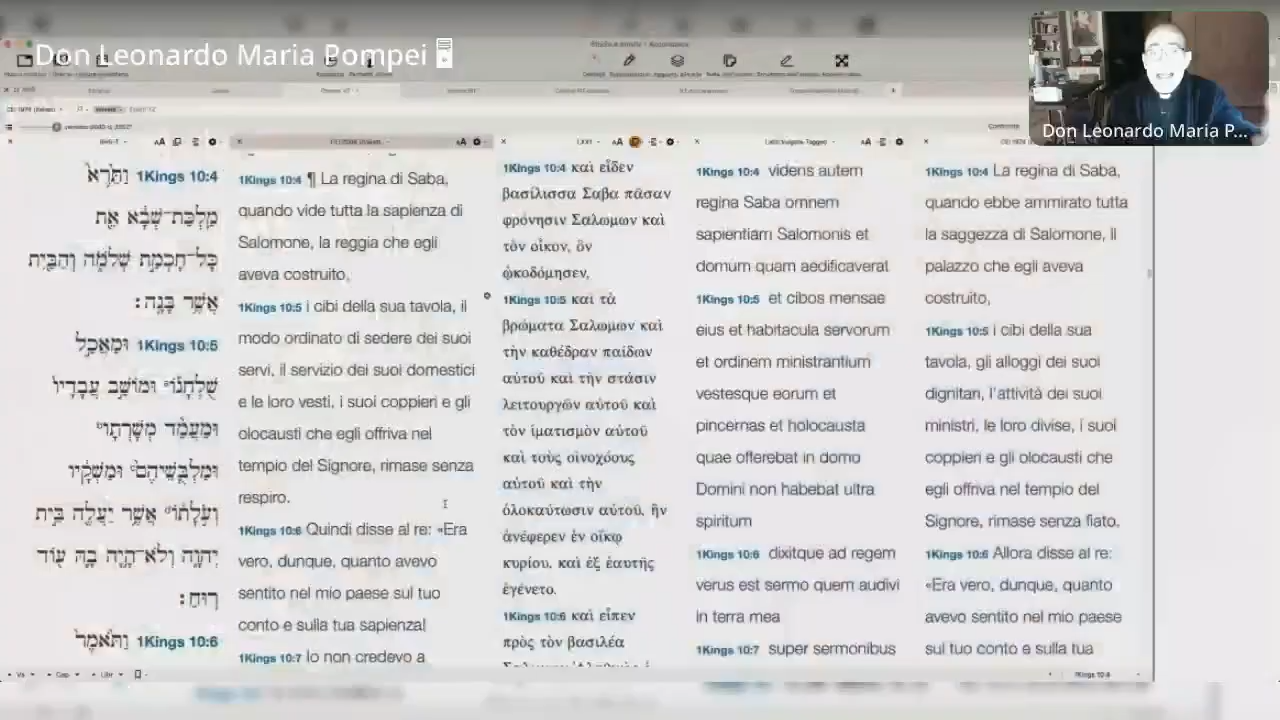 Don Leonardo Maria Pompei
Don Leonardo Maria P...
1Kings 10:4 וַתֵּרֶא֙
מַֽלְכַּת־שְׁבָ֔א אֵ֖ת
כָּל־חָכְמַ֣ת שְׁלֹמֹ֑ה וְהַבַּ֖יִת
אֲשֶׁ֥ר בָּנָֽה׃
1Kings 10:5 וּמַאֲכַ֣ל
שֻׁלְחָנ֡וֹ וּמוֹשַׁ֣ב עֲבָדָיו֩
וּמַעֲמַ֨ד מְשָׁרְתָ֜יו
וּמַלְבֻּֽשֵׁיהֶם֙ וּמַשְׁקָ֔יו
וְעֹ֣לָת֔וֹ אֲשֶׁ֥ר יַעֲלֶ֖ה בֵּ֣ית
יְהוָ֑ה וְלֹא־הָ֥יָה בָ֛הּ ע֖וֹד
רֽוּחַ׃
1Kings 10:6 וַתֹּ֙אמֶר֙
1Kings 10:4 ¶ La regina di Saba,
quando vide tutta la sapienza di
Salomone, la reggia che egli
aveva costruito,
1Kings 10:5 i cibi della sua tavola, il
modo ordinato di sedere dei suoi
servi, il servizio dei suoi domestici
e le loro vesti, i suoi coppieri e gli
olocausti che egli offriva nel
tempio del Signore, rimase senza
respiro.
1Kings 10:6 Quindi disse al re: «Era
vero, dunque, quanto avevo
sentito nel mio paese sul tuo
conto e sulla tua sapienza!
1Kings 10:7 Io non credevo a
1Kings 10:4 καὶ εἶδεν
βασίλισσα Σαβα πᾶσαν
φρόνησιν Σαλωμων καὶ
τὸν οἶκον, ὃν
ᾠκοδόμησεν,
1Kings 10:5 καὶ τὰ
βρώματα Σαλωμων καὶ
τὴν καθέδραν παίδων
αὐτοῦ καὶ τὴν στάσιν
λειτουργῶν αὐτοῦ καὶ
τὸν ἱματισμὸν αὐτοῦ
καὶ τοὺς οἰνοχόους
αὐτοῦ καὶ τὴν
ὁλοκαύτωσιν αὐτοῦ, ἣν
ἀνέφερεν ἐν οἴκῳ
κυρίου, καὶ ἐξ ἑαυτῆς
ἐγένετο.
1Kings 10:6 καὶ εἶπεν
πρὸς τὸν βασιλέα
1Kings 10:4 videns autem
regina Saba omnem
sapientiam Salomonis et
domum quam aedificaverat
1Kings 10:5 et cibos mensae
eius et habitacula servorum
et ordinem ministrantium
vestesque eorum et
pincernas et holocausta
quae offerebat in domo
Domini non habebat ultra
spiritum
1Kings 10:6 dixitque ad regem
verus est sermo quem audivi
in terra mea
1Kings 10:7 super sermonibus
1Kings 10:4 La regina di Saba,
quando ebbe ammirato tutta
la saggezza di Salomone, il
palazzo che egli aveva
costruito,
1Kings 10:5 i cibi della sua
tavola, gli alloggi dei suoi
dignitari, l'attività dei suoi
ministri, le loro divise, i suoi
coppieri e gli olocausti che
egli offriva nel tempio del
Signore, rimase senza fiato.
1Kings 10:6 Allora disse al re:
«Era vero, dunque, quanto
avevo sentito nel mio paese
sul tuo conto e sulla tua
1Kings 10:4